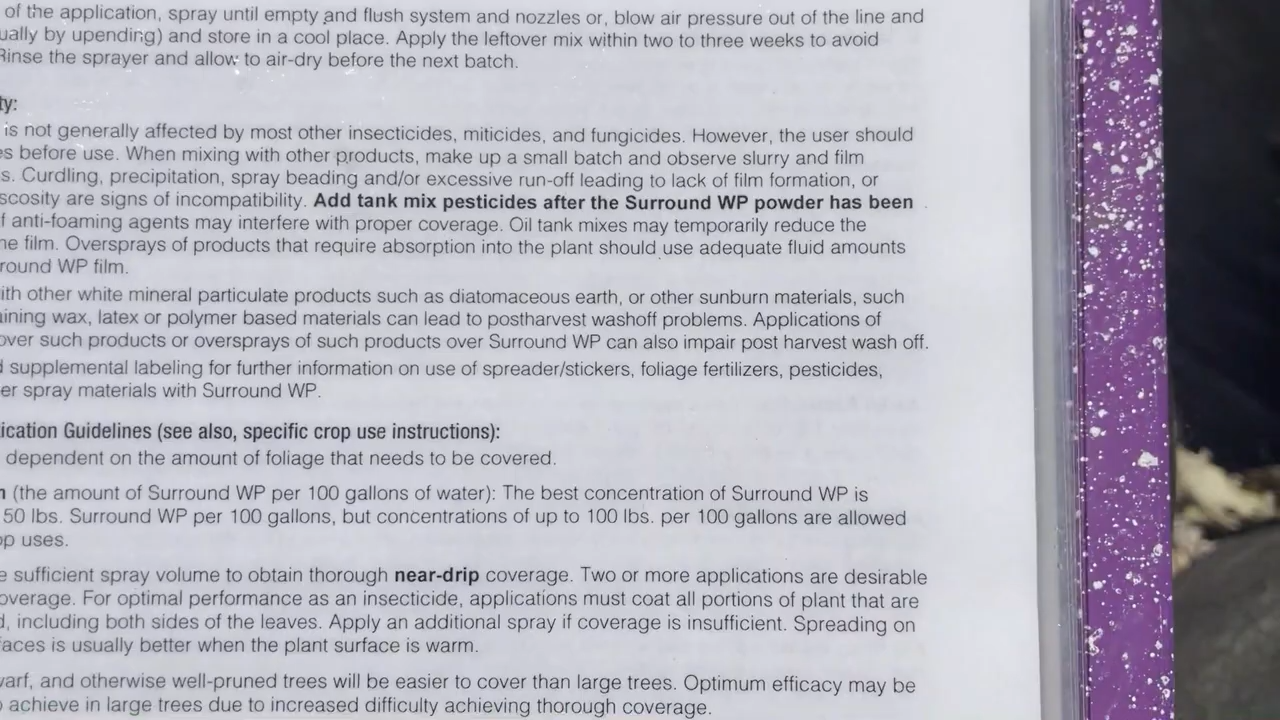 of the application, spray until empty and flush system and nozzles or, blow air pressure out of the line and
ually by upending) and store in a cool place. Apply the leftover mix within two to three weeks to avoid
Rinse the sprayer and allow to air-dry before the next batch.
ty:
is not generally affected by most other insecticides, miticides, and fungicides. However, the user should
es before use. When mixing with other products, make up a small batch and observe slurry and film
s. Curdling, precipitation, spray beading and/or excessive run-off leading to lack of film formation, or
scosity are signs of incompatibility. Add tank mix pesticides after the Surround WP powder has been
f anti-foaming agents may interfere with proper coverage. Oil tank mixes may temporarily reduce the
he film. Oversprays of products that require absorption into the plant should use adequate fluid amounts
round WP film.
ith other white mineral particulate products such as diatomaceous earth, or other sunburn materials, such
aining wax, latex or polymer based materials can lead to postharvest washoff problems. Applications of
over such products or oversprays of such products over Surround WP can also impair post harvest wash off.
d supplemental labeling for further information on use of spreader/stickers, foliage fertilizers, pesticides,
er spray materials with Surround WP.
ication Guidelines (see also, specific crop use instructions):
dependent on the amount of foliage that needs to be covered.
n (the amount of Surround WP per 100 gallons of water): The best concentration of Surround WP is
50 lbs. Surround WP per 100 gallons, but concentrations of up to 100 lbs. per 100 gallons are allowed
op uses.
e sufficient spray volume to obtain thorough near-drip coverage. Two or more applications are desirable
overage. For optimal performance as an insecticide, applications must coat all portions of plant that are
d, including both sides of the leaves. Apply an additional spray if coverage is insufficient. Spreading on
faces is usually better when the plant surface is warm.
warf, and otherwise well-pruned trees will be easier to cover than large trees. Optimum efficacy may be
o achieve in large trees due to increased difficulty achieving thorough coverage.